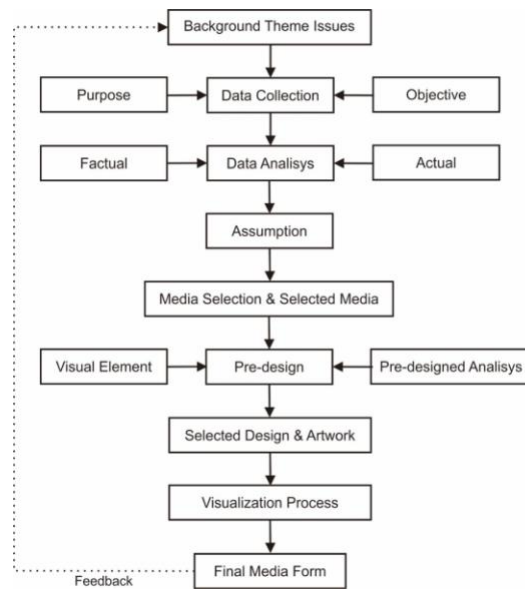 Background Theme Issues
Purpose
Data Collection
Objective
Factual
Data Analisys
Actual
Assumption
Media Selection & Selected Media
Visual Element
Pre-design
Pre-designed Analisys
Selected Design & Artwork
Visualization Process
Final Media Form
Feedback